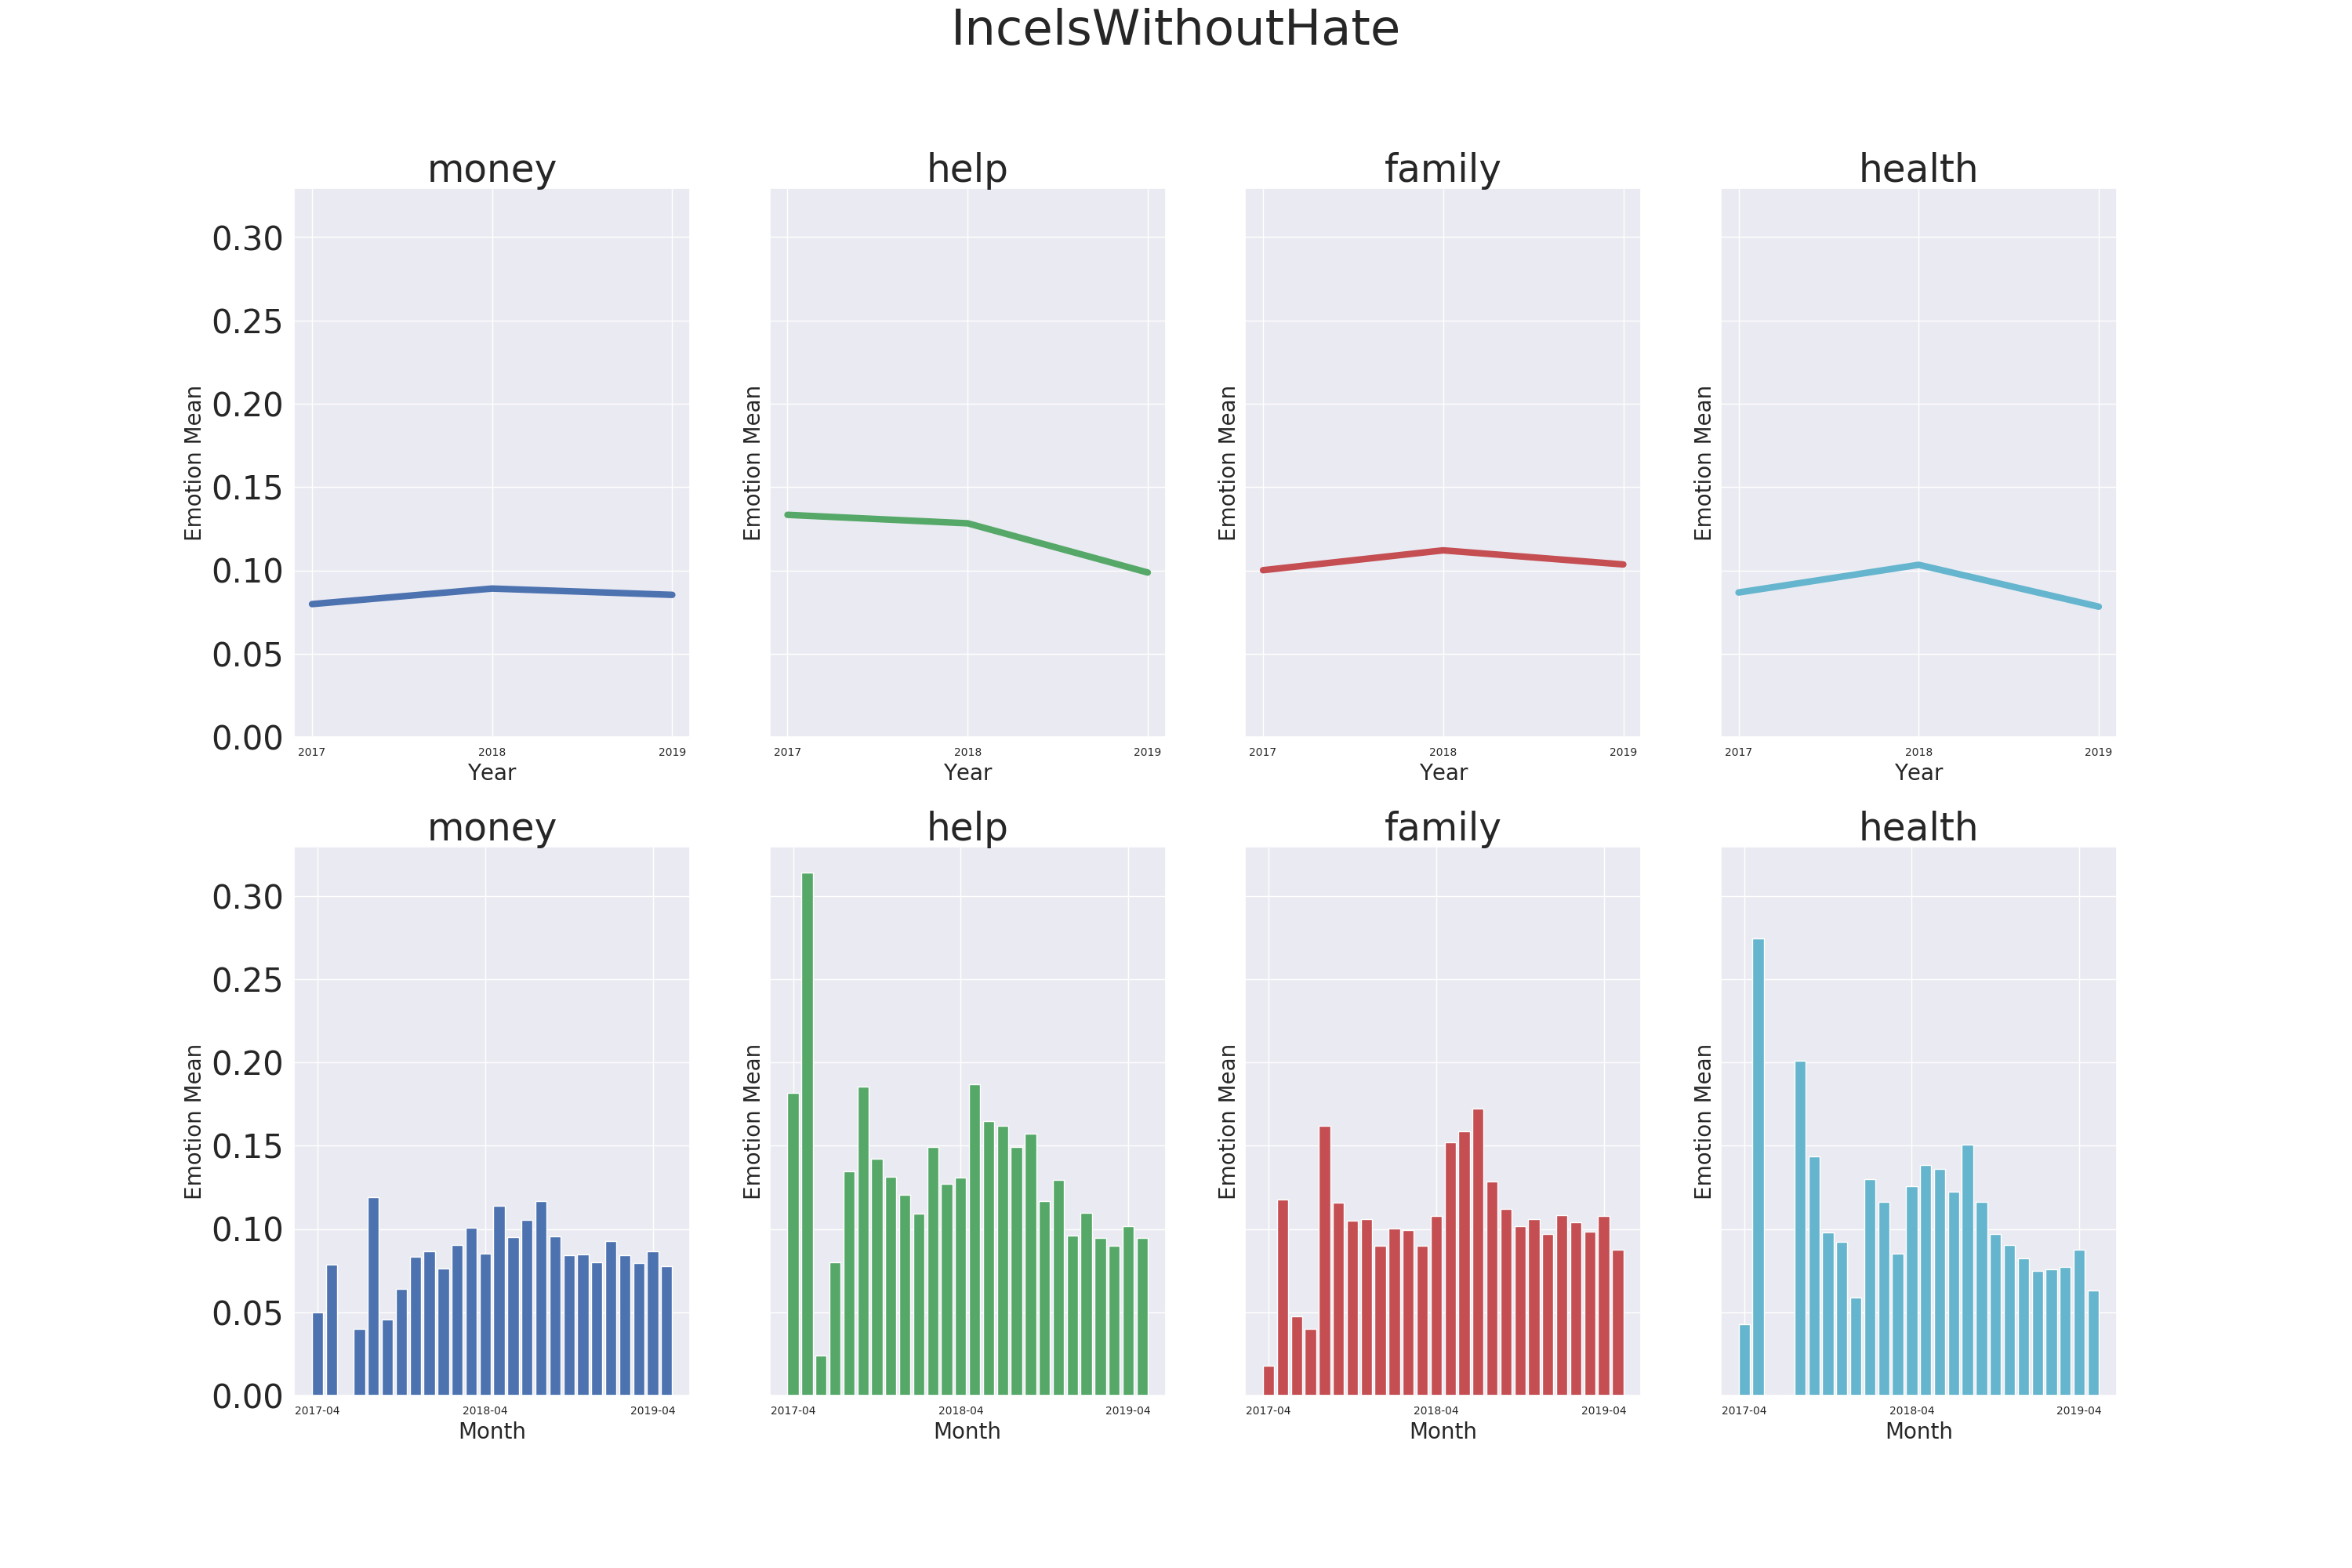 IncelsWithoutHate
money
help
family
health
0.30
0.25
0.20
0.15
0.10
0.05
0.00
Emotion Mean
Emotion Mean
Emotion Mean
Emotion Mean
2017 2018 2019
2017 2018 2019
2017 2018 2019
2017 2018 2019
Year
Year
Year
Year
money
help
family
health
0.30
0.25
0.20
0.15
0.10
0.05
0.00
Emotion Mean
Emotion Mean
Emotion Mean
Emotion Mean
2017-04 2018-04 2019-04
2017-04 2018-04 2019-04
2017-04 2018-04 2019-04
2017-04 2018-04 2019-04
Month
Month
Month
Month